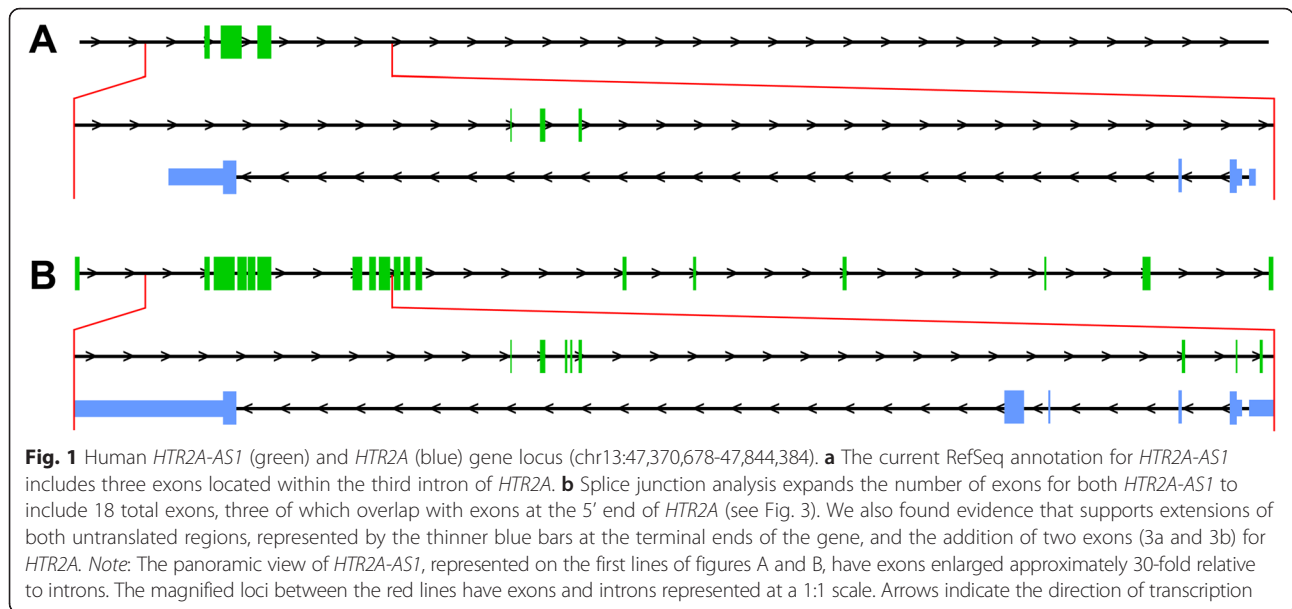 A
B
Fig. 1 Human HTR2A-AS1 (green) and HTR2A (blue) gene locus (chr13:47,370,678-47,844,384). a The current RefSeq annotation for HTR2A-AS1
includes three exons located within the third intron of HTR2A. b Splice junction analysis expands the number of exons for both HTR2A-AS1 to
include 18 total exons, three of which overlap with exons at the 5′ end of HTR2A (see Fig. 3). We also found evidence that supports extensions of
both untranslated regions, represented by the thinner blue bars at the terminal ends of the gene, and the addition of two exons (3a and 3b) for
HTR2A. Note: The panoramic view of HTR2A-AS1, represented on the first lines of figures A and B, have exons enlarged approximately 30-fold relative
to introns. The magnified loci between the red lines have exons and introns represented at a 1:1 scale. Arrows indicate the direction of transcription